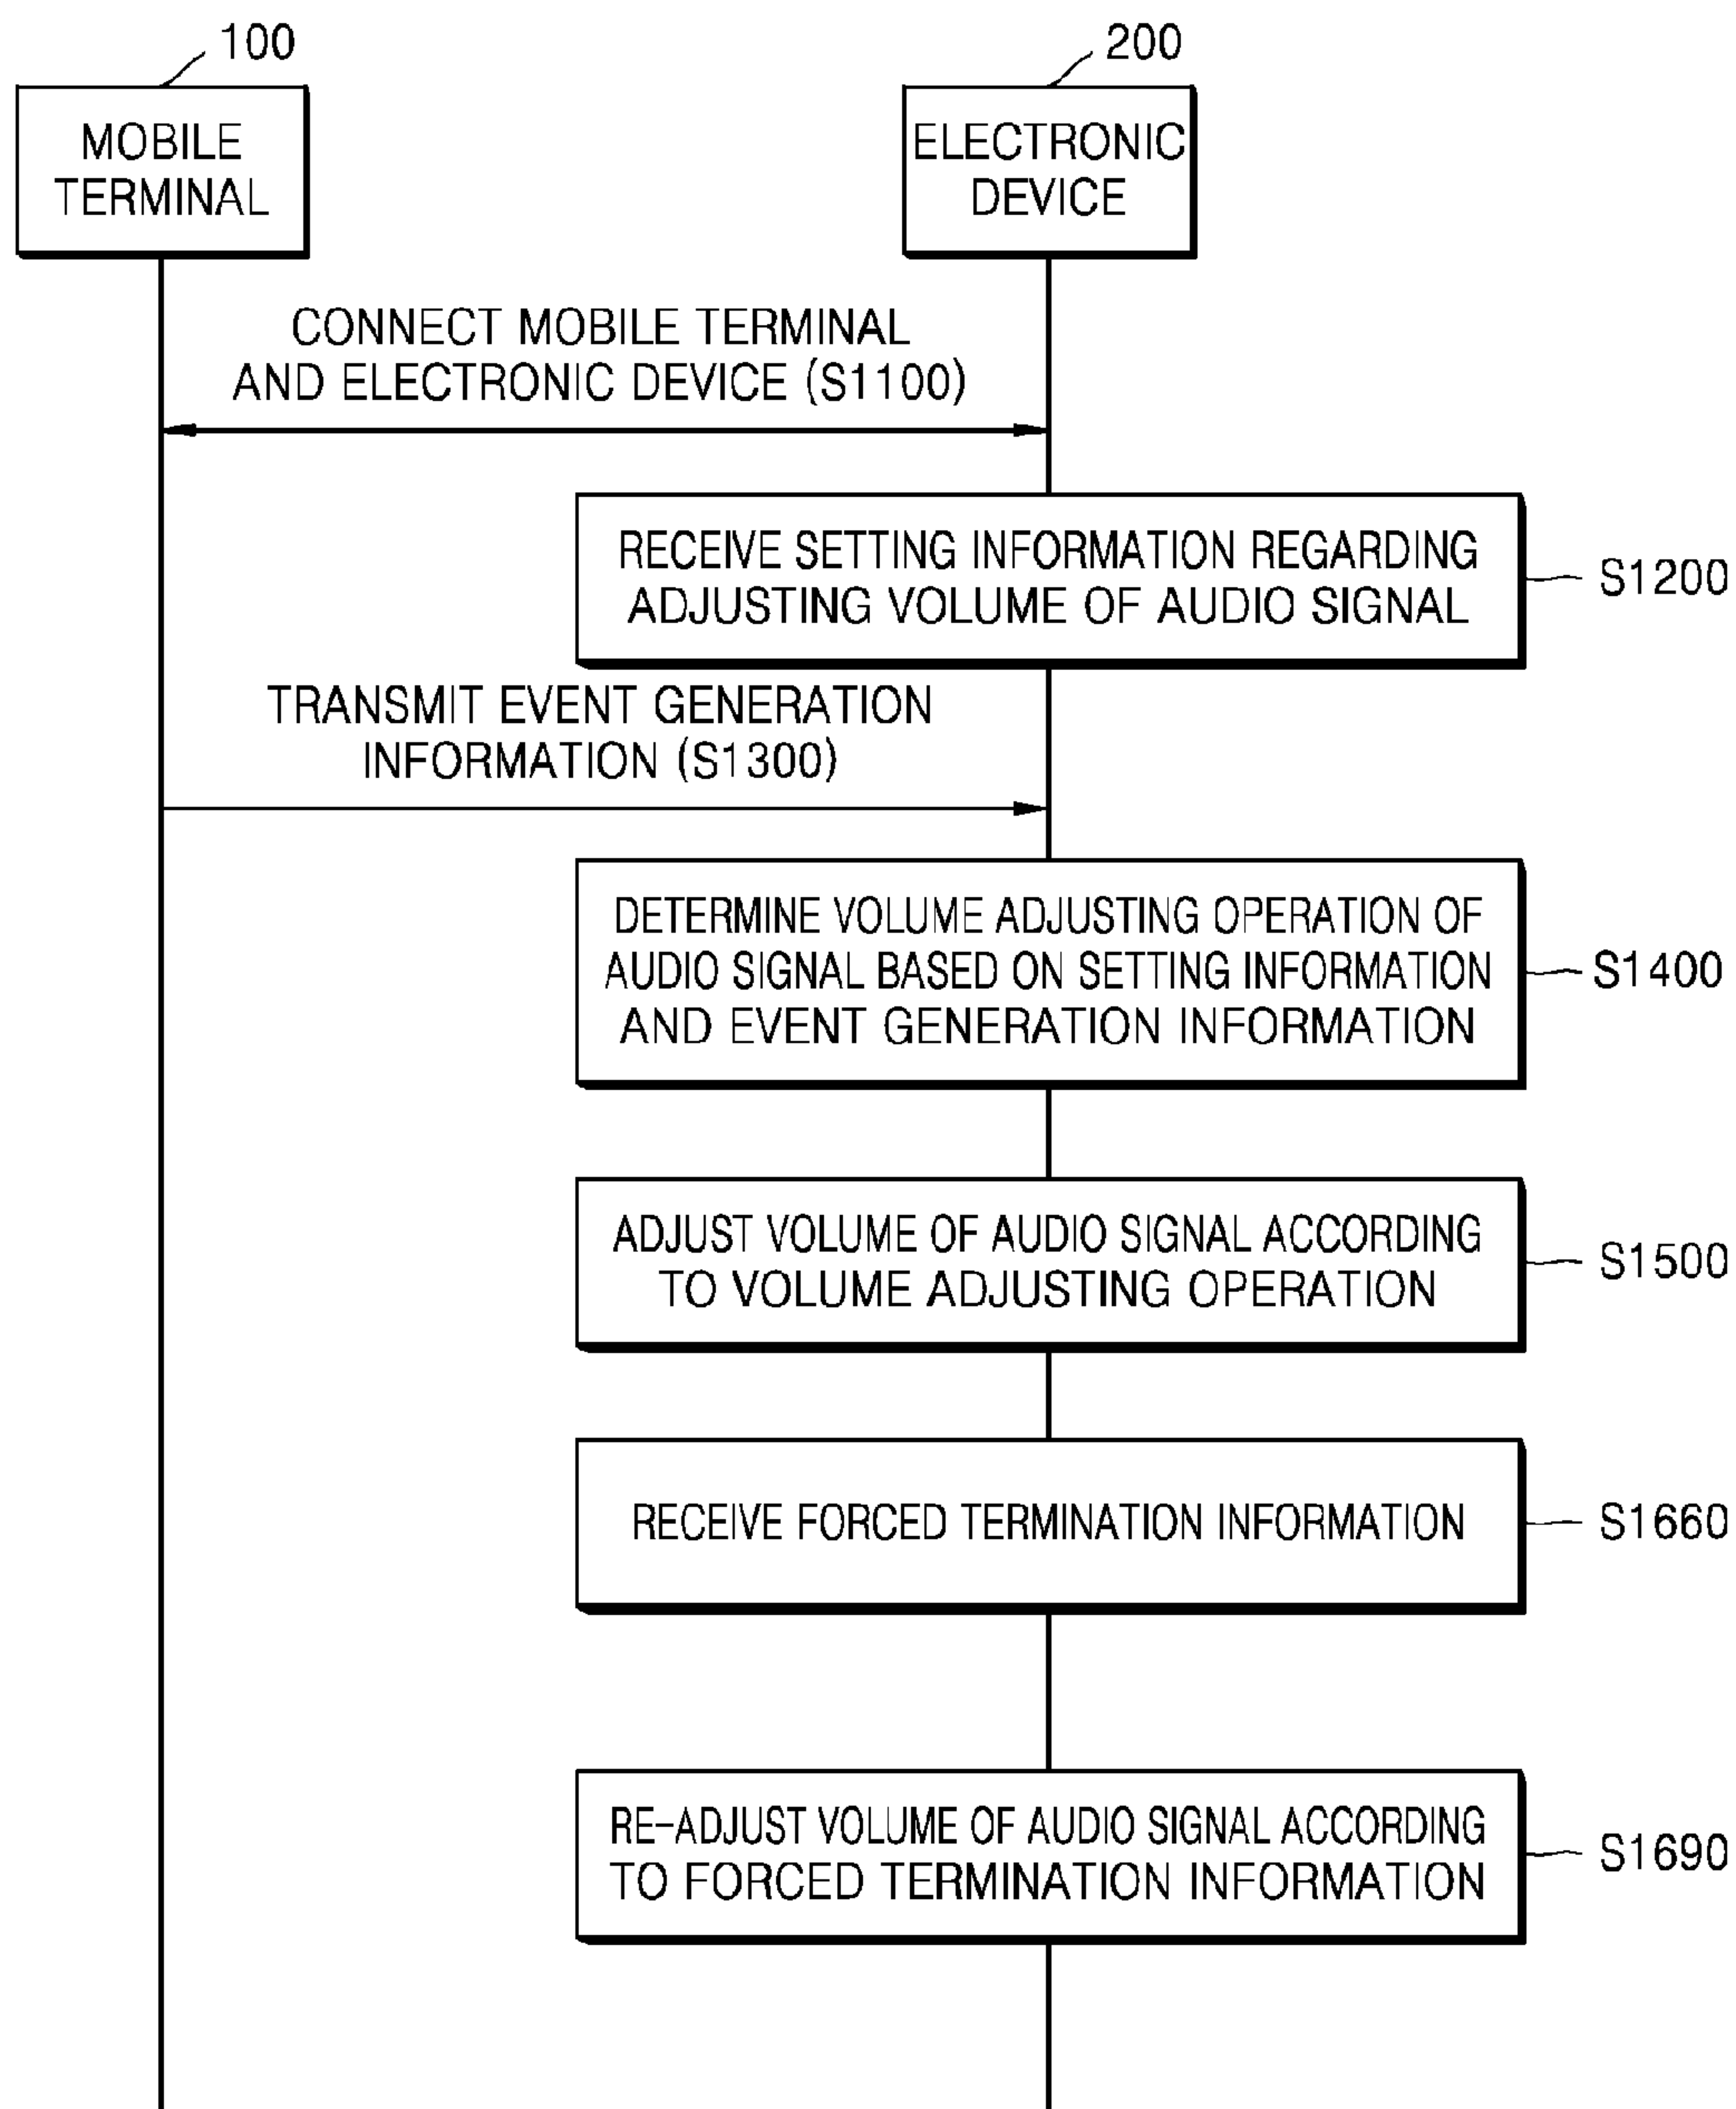 100
200
MOBILE
TERMINAL
ELECTRONIC
DEVICE
CONNECT MOBILE TERMINAL
AND ELECTRONIC DEVICE (S1100)
RECEIVE SETTING INFORMATION REGARDING
ADJUSTING VOLUME OF AUDIO SIGNAL
S1200
TRANSMIT EVENT GENERATION
INFORMATION (S1300)
DETERMINE VOLUME ADJUSTING OPERATION OF
AUDIO SIGNAL BASED ON SETTING INFORMATION
AND EVENT GENERATION INFORMATION
S1400
ADJUST VOLUME OF AUDIO SIGNAL ACCORDING
TO VOLUME ADJUSTING OPERATION
S1500
RECEIVE FORCED TERMINATION INFORMATION
S1660
RE-ADJUST VOLUME OF AUDIO SIGNAL ACCORDING
TO FORCED TERMINATION INFORMATION
S1690